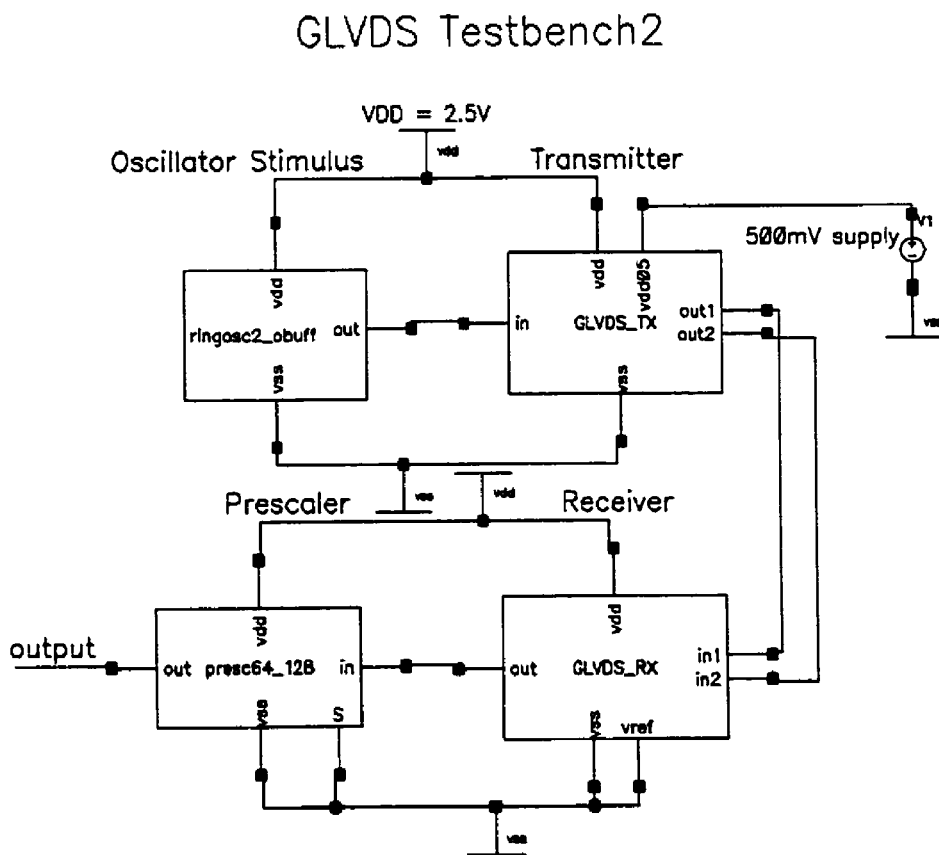 GLVDS Testbench2
VDD = 2.5V
vdd
Oscillator Stimulus
Transmitter
V1
500mV supply
vdd
vdd
vdd05
ringosc2_obuff
out
in
GLVDS_TX
out1
out2
vss
vss
vss
vss
vdd
Prescaler
Receiver
vdd
vdd
output
out
presc64_128
in
out
GLVDS_RX
in1
in2
vss
S
vss
vref
vss